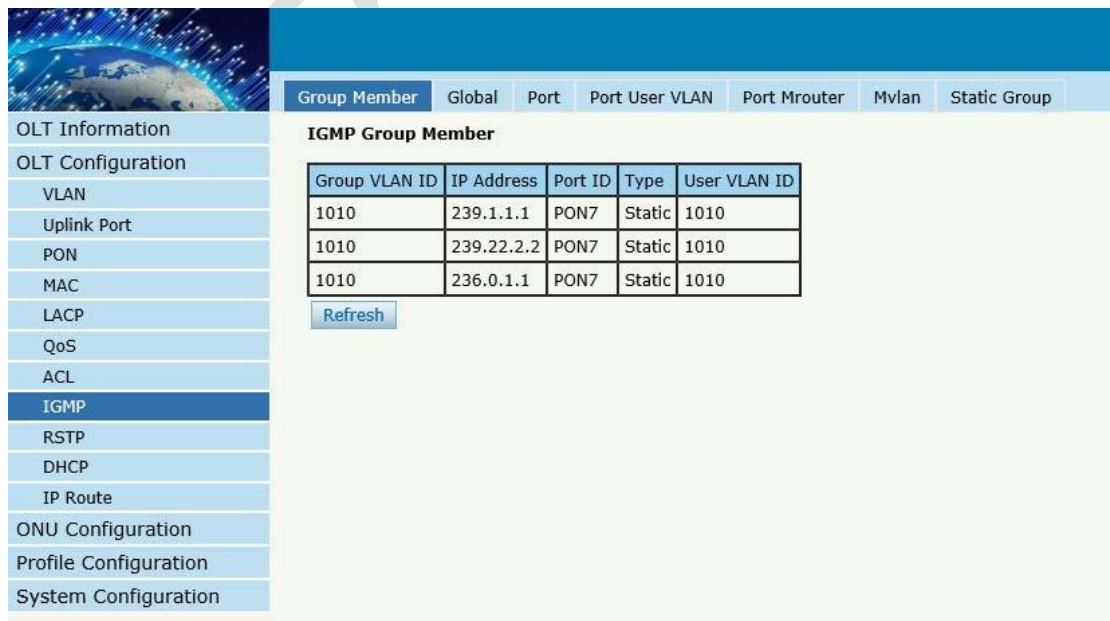 Group Member Global Port Port User VLAN Port Mrouter Mvlan Static Group
OLT Information
OLT Configuration
VLAN
Uplink Port
PON
MAC
LACP
QoS
ACL
IGMP
RSTP
DHCP
IP Route
ONU Configuration
Profile Configuration
System Configuration
IGMP Group Member
Group VLAN ID IP Address Port ID Type User VLAN ID
1010 239.1.1.1 PON7 Static 1010
1010 239.22.2.2 PON7 Static 1010
1010 236.0.1.1 PON7 Static 1010
Refresh